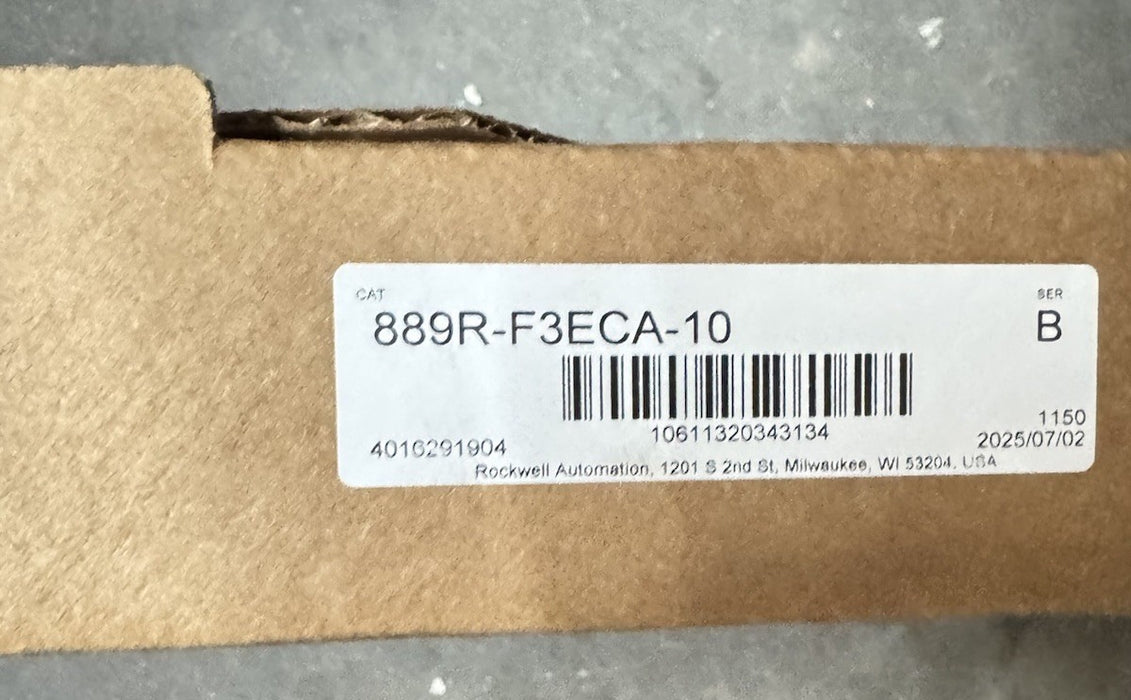 CAT
SER
889R-F3ECA-10
B
10611320343134
1150
4016291904
2025/07/02
Rockwell Automation, 1201 S 2nd St, Milwaukee, WI 53204, USA